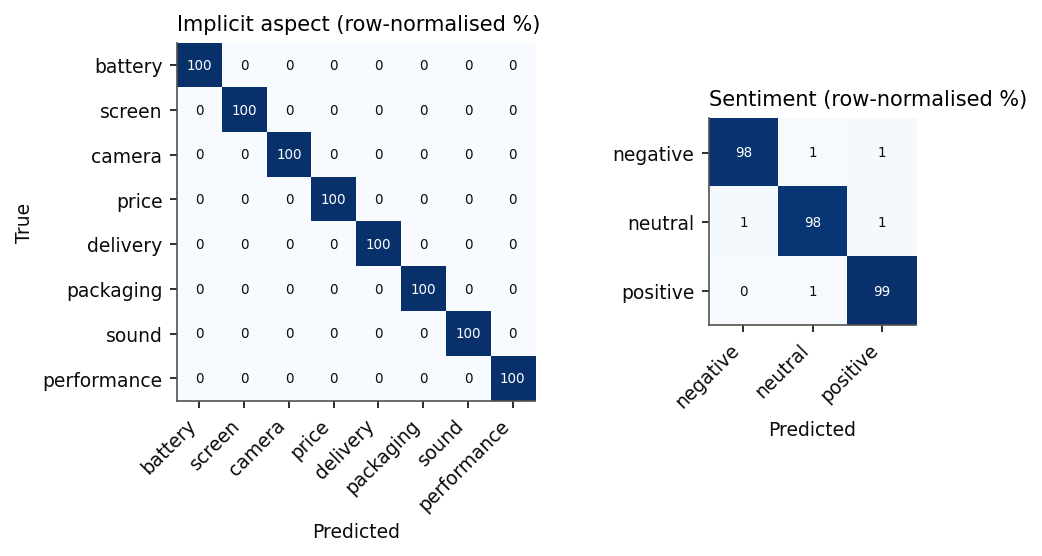 Implicit aspect (row-normalised %)
True
battery 100 0 0 0 0 0 0 0
screen 0 100 0 0 0 0 0 0
camera 0 0 100 0 0 0 0 0
price 0 0 0 100 0 0 0 0
delivery 0 0 0 0 100 0 0 0
packaging 0 0 0 0 0 100 0 0
sound 0 0 0 0 0 0 100 0
performance 0 0 0 0 0 0 0 100
battery screen camera price delivery packaging sound performance
Predicted
Sentiment (row-normalised %)
negative 98 1 1
neutral 1 98 1
positive 0 1 99
negative neutral positive
Predicted